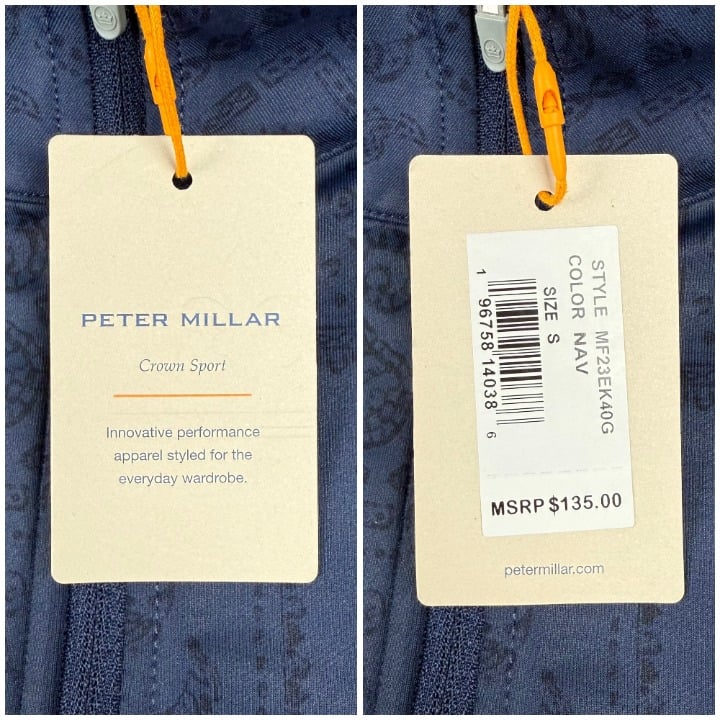 PETER MILLAR
Crown Sport
Innovative performance
apparel styled for the
everyday wardrobe.
STYLE MF23EK40G
COLOR NAV
SIZE S
1 96758 14038 6
MSRP $135.00
petermillar.com